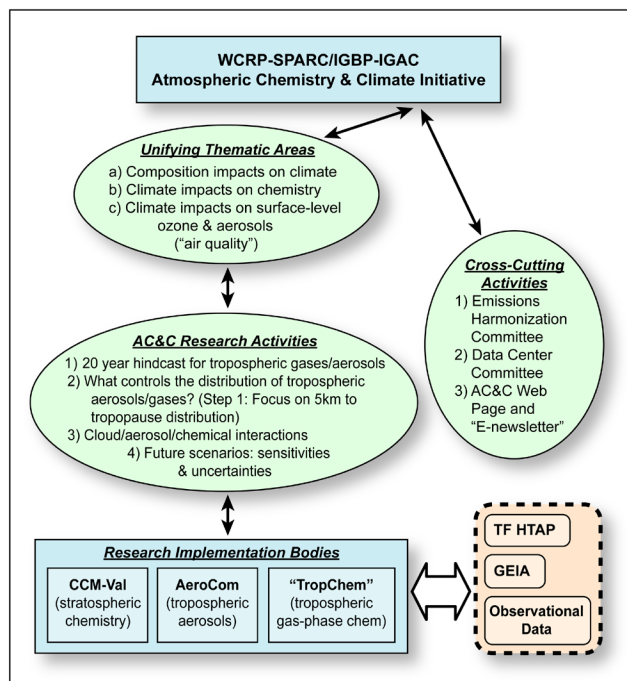 WCRP-SPARC/IGBP-IGAC
Atmospheric Chemistry & Climate Initiative
Unifying Thematic Areas
a) Composition impacts on climate
b) Climate impacts on chemistry
c) Climate impacts on surface-level
ozone & aerosols
(“air quality”)
Cross-Cutting
Activities
1) Emissions
Harmonization
Committee
2) Data Center
Committee
3) AC&C Web
Page and
“E-newsletter”
AC&C Research Activities
1) 20 year hindcast for tropospheric gases/aerosols
2) What controls the distribution of tropospheric
aerosols/gases? (Step 1: Focus on 5km to
tropopause distribution)
3) Cloud/aerosol/chemical interactions
4) Future scenarios: sensitivities
& uncertainties
Research Implementation Bodies
CCM-Val
(stratospheric
chemistry)
AeroCom
(tropospheric
aerosols)
“TropChem”
(tropospheric
gas-phase chem)
TF HTAP
GEIA
Observational
Data